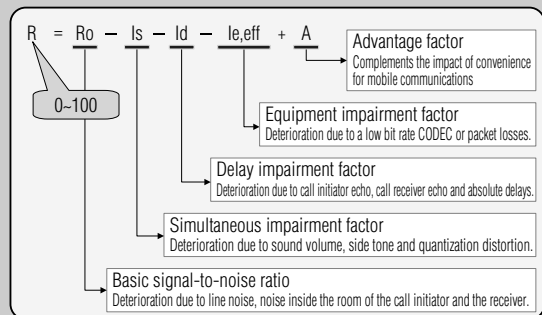 R = Ro - Is - Id - Ie,eff + A
Advantage factor
Complements the impact of convenience
for mobile communications
0~100
Equipment impairment factor
Deterioration due to a low bit rate CODEC or packet losses.
Delay impairment factor
Deterioration due to call initiator echo, call receiver echo and absolute delays.
Simultaneous impairment factor
Deterioration due to sound volume, side tone and quantization distortion.
Basic signal-to-noise ratio
Deterioration due to line noise, noise inside the room of the call initiator and the receiver.